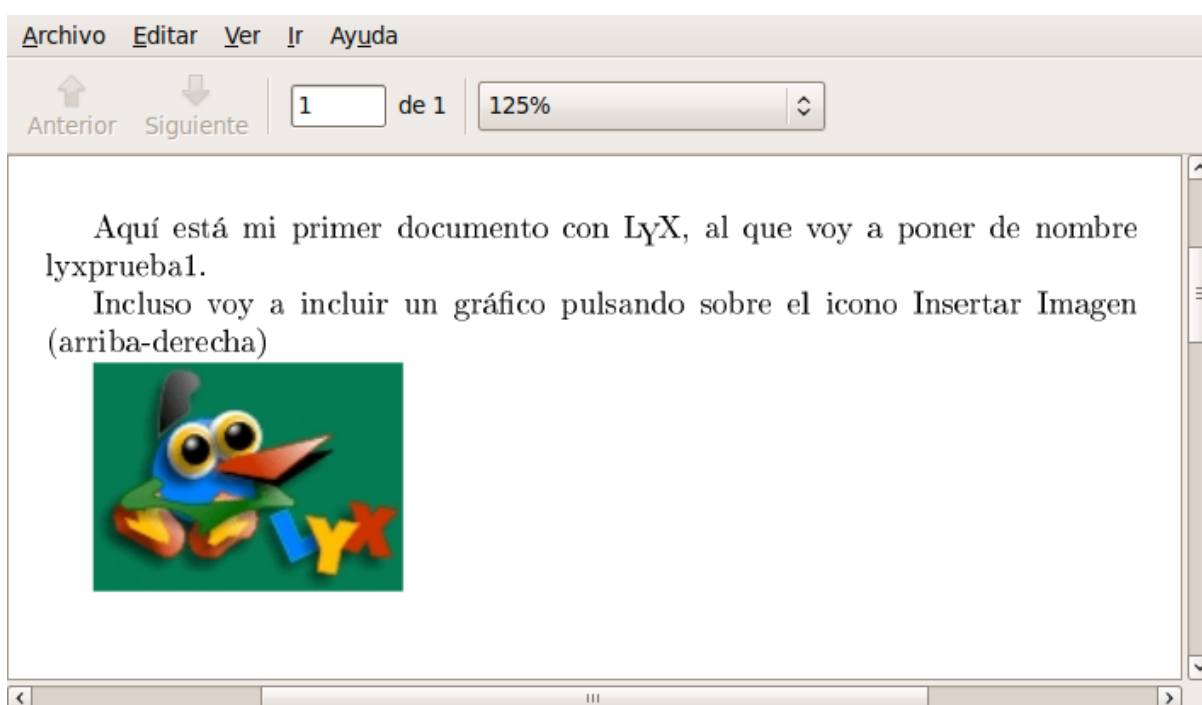 Archivo Editar Ver Ir Ayuda
Anterior Siguiente 1 de 1 125%
Aquí está mi primer documento con LyX, al que voy a poner de nombre
lyxprueba1.
Incluso voy a incluir un gráfico pulsando sobre el icono Insertar Imagen
(arriba-derecha)
LYX